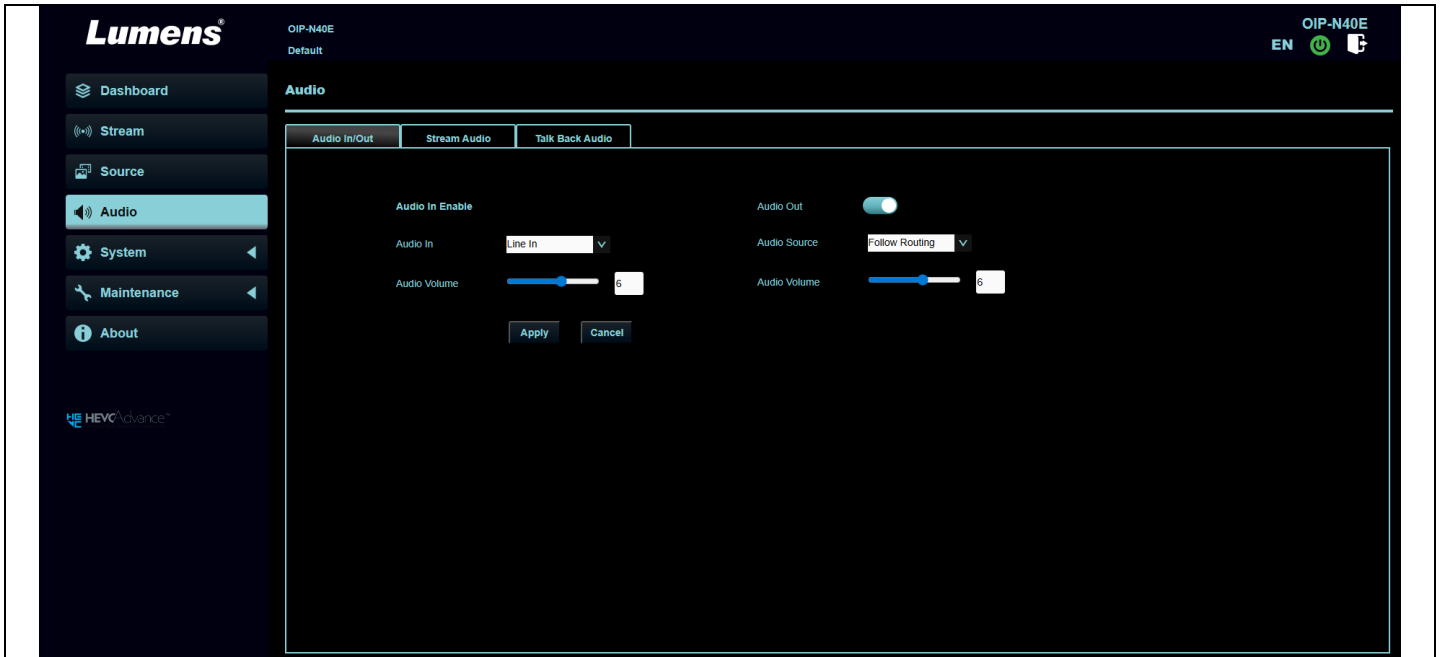 Lumens®
OIP-N40E
Default
OIP-N40E
EN
Dashboard
Stream
Source
Audio
System
Maintenance
About
HEVC Advance™
Audio
Audio In/Out
Stream Audio
Talk Back Audio
Audio In Enable
Audio In
Line In
Audio Volume
6
Apply
Cancel
Audio Out
Audio Source
Follow Routing
Audio Volume
6